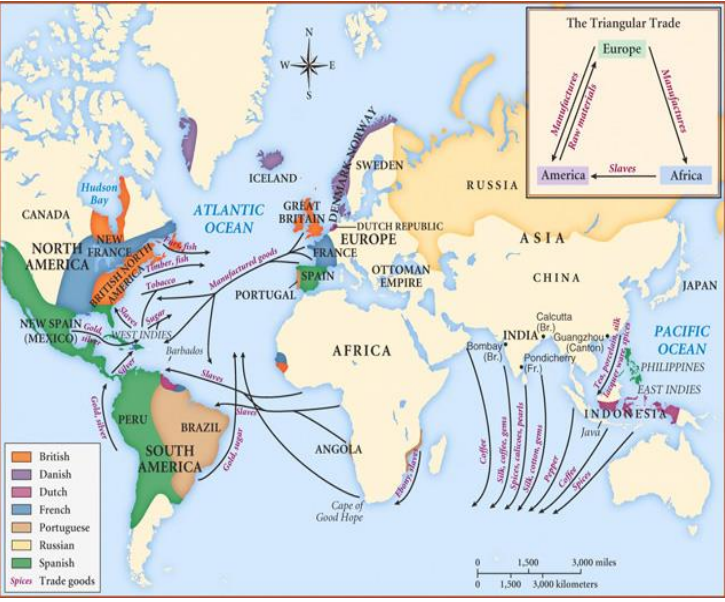 The Triangular Trade
Europe
Manufactures
Raw materials
Manufactures
America
Slaves
Africa
N
W
E
S
ICELAND
DENMARK-NORWAY
SWEDEN
RUSSIA
Hudson
Bay
CANADA
ATLANTIC
OCEAN
GREAT
BRITAIN
DUTCH REPUBLIC
EUROPE
FRANCE
ASIA
NORTH
AMERICA
NEW
FRANCE
BRITISH NORTH
AMERICA
Furs, fish
Timber, fish
Tobacco
Manufactured goods
SPAIN
PORTUGAL
OTTOMAN
EMPIRE
CHINA
JAPAN
NEW SPAIN
(MEXICO)
Gold,
silver
Slaves
Sugar
WEST INDIES
Silver
Barbados
AFRICA
Bombay
(Br.)
INDIA
Calcutta
(Br.)
Guangzhou
(Canton)
Pondicherry
(Fr.)
Tea, porcelain, silk
lacquer ware, spices
PACIFIC
OCEAN
PHILIPPINES
EAST INDIES
INDONESIA
Java
Slaves
Slaves
Gold, silver
PERU
BRAZIL
SOUTH
AMERICA
Gold, sugar
ANGOLA
Cape of
Good Hope
Ebony, slaves
Coffee
Silk, coffee, gems
Spices, calicoes, pearls
Silk, cotton, gems
Pepper
Coffee
Spices
British
Danish
Dutch
French
Portuguese
Russian
Spanish
Spices Trade goods
0 1,500 3,000 miles
0 1,500 3,000 kilometers